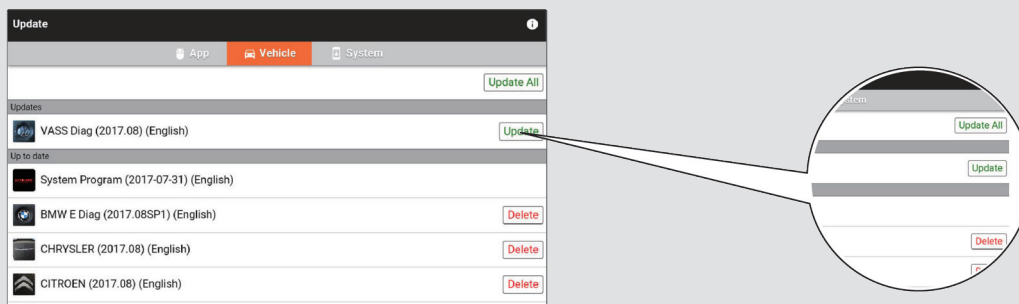 Update
App Vehicle System
Update All
Updates
VASS Diag (2017.08) (English) Update
Up to date
System Program (2017-07-31) (English)
BMW E Diag (2017.08SP1) (English) Delete
CHRYSLER (2017.08) (English) Delete
CITROEN (2017.08) (English) Delete
stem
Update All
Update
Delete